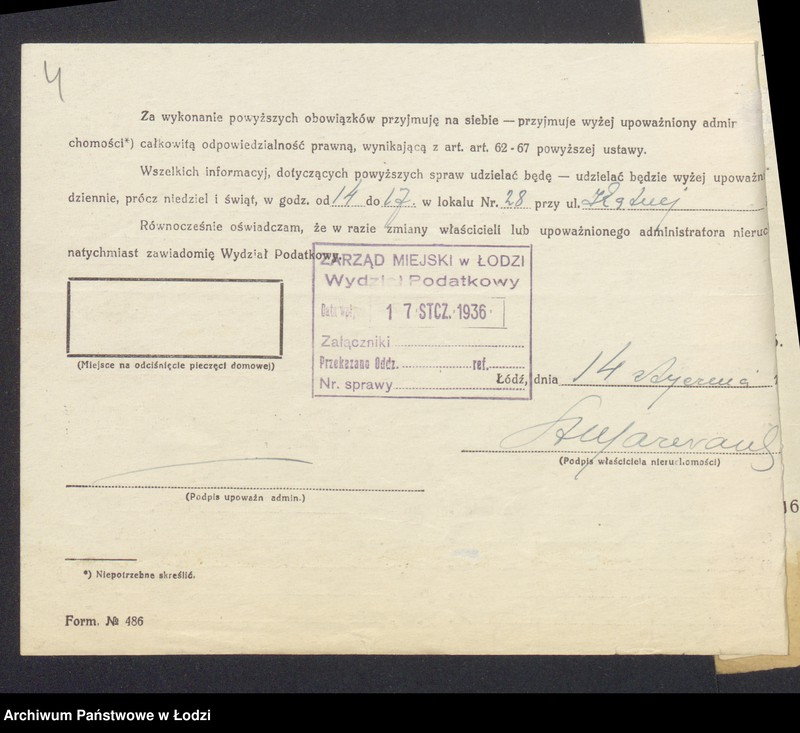 4
Za wykonanie powyższych obowiązków przyjmuję na siebie — przyjmuje wyżej upoważniony admir
chomości*) całkowitą odpowiedzialność prawną, wynikającą z art. art. 62-67 powyższej ustawy.
Wszelkich informacyj, dotyczących powyższych spraw udzielać będę — udzielać będzie wyżej upoważni
dziennie, prócz niedziel i świąt, w godz. od 14 do 17 w lokalu Nr. 28 przy ul.
Równocześnie oświadczam, że w razie zmiany właścicieli lub upoważnionego administratora nieruc
natychmiast zawiadomię Wydział Podatkowy.
ZARZĄD MIEJSKI w ŁODZI
Wydział Podatkowy
Data wpł. 17 STCZ. 1936
Załączniki
Przekazano Oddz. ref.
Nr. sprawy
(Miejsce na odciśnięcie pieczęci domowej)
Łódź, dnia 14 stycznia 1
(Podpis właściciela nieruchomości)
(Podpis upoważn admin.)
16
*) Niepotrzebne skreślić.
Form. № 486
Archiwum Państwowe w Łodzi